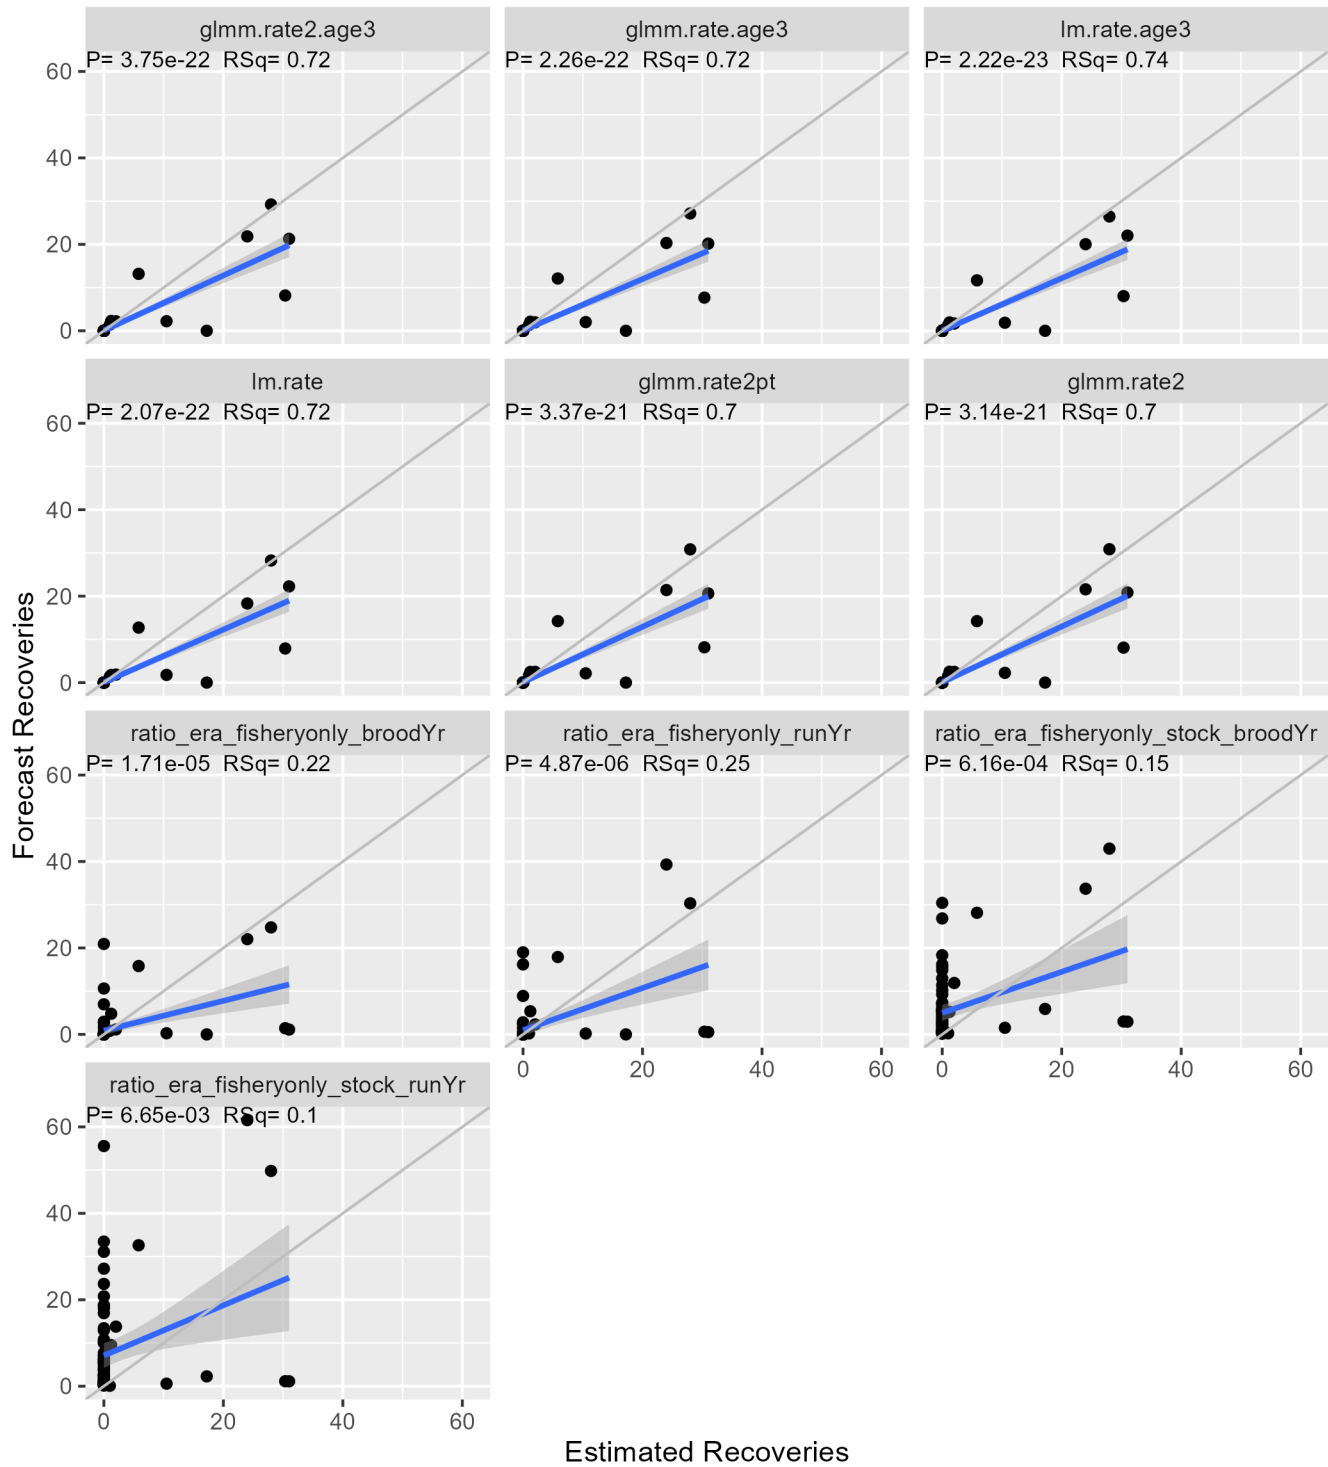 glmm.rate2.age3 glmm.rate.age3 lm.rate.age3
P= 3.75e-22 RSq= 0.72 P= 2.26e-22 RSq= 0.72 P= 2.22e-23 RSq= 0.74
60
40
20
0
lm.rate glmm.rate2pt glmm.rate2
P= 2.07e-22 RSq= 0.72 P= 3.37e-21 RSq= 0.7 P= 3.14e-21 RSq= 0.7
60
40
20
0
Forecast Recoveries
ratio_era_fisheryonly_broodYr ratio_era_fisheryonly_runYr ratio_era_fisheryonly_stock_broodYr
P= 1.71e-05 RSq= 0.22 P= 4.87e-06 RSq= 0.25 P= 6.16e-04 RSq= 0.15
60
40
20
0
0 20 40 60 0 20 40 60
ratio_era_fisheryonly_stock_runYr
P= 6.65e-03 RSq= 0.1
60
40
20
0
0 20 40 60
Estimated Recoveries